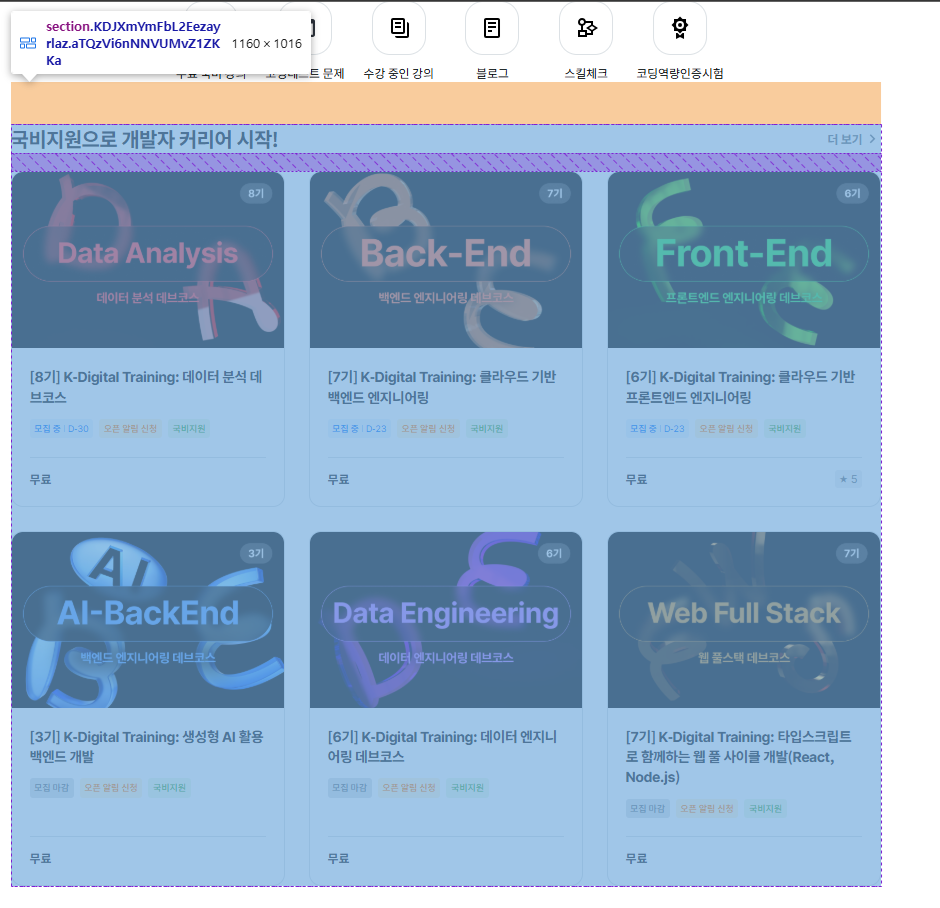 section.KDJXmYmFbL2Eezay
rlaz.aTQzVi6nNNVUMvZ1ZK
Ka
1160 × 1016
수강 중인 강의
블로그
스킬체크
코딩역량인증시험
국비지원으로 개발자 커리어 시작!
더 보기
8기
Data Analysis
데이터 분석 데브코스
[8기] K-Digital Training: 데이터 분석 데
브코스
모집 중 | D-30 오픈 알림 신청 국비지원
무료
7기
Back-End
백엔드 엔지니어링 데브코스
[7기] K-Digital Training: 클라우드 기반
백엔드 엔지니어링
모집 중 | D-23 오픈 알림 신청 국비지원
무료
6기
Front-End
프론트엔드 엔지니어링 데브코스
[6기] K-Digital Training: 클라우드 기반
프론트엔드 엔지니어링
모집 중 | D-23 오픈 알림 신청 국비지원
무료
★ 5
3기
AI
AI-BackEnd
백엔드 엔지니어링 데브코스
[3기] K-Digital Training: 생성형 AI 활용
백엔드 개발
모집 마감 오픈 알림 신청 국비지원
무료
6기
Data Engineering
데이터 엔지니어링 데브코스
[6기] K-Digital Training: 데이터 엔지니
어링 데브코스
모집 마감 오픈 알림 신청 국비지원
무료
7기
Web Full Stack
웹 풀스택 데브코스
[7기] K-Digital Training: 타입스크립트
로 함께하는 웹 풀 사이클 개발(React,
Node.js)
모집 마감 오픈 알림 신청 국비지원
무료